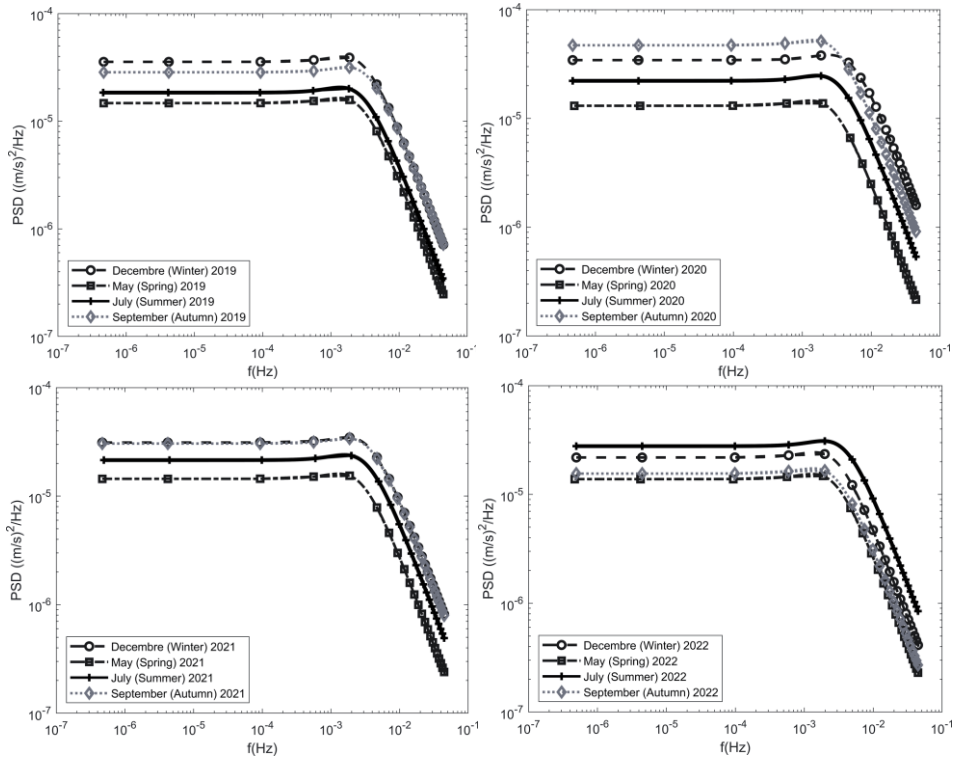 10-4
10-5
10-6
10-7
PSD ((m/s)2/Hz)
Decembre (Winter) 2019
May (Spring) 2019
July (Summer) 2019
September (Autumn) 2019
10-7 10-6 10-5 10-4 10-3 10-2 10-1
f(Hz)
10-4
10-5
10-6
10-7
PSD ((m/s)2/Hz)
Decembre (Winter) 2020
May (Spring) 2020
July (Summer) 2020
September (Autumn) 2020
10-7 10-6 10-5 10-4 10-3 10-2 10-1
f(Hz)
10-4
10-5
10-6
10-7
PSD ((m/s)2/Hz)
Decembre (Winter) 2021
May (Spring) 2021
July (Summer) 2021
September (Autumn) 2021
10-7 10-6 10-5 10-4 10-3 10-2 10-1
f(Hz)
10-4
10-5
10-6
10-7
PSD ((m/s)2/Hz)
Decembre (Winter) 2022
May (Spring) 2022
July (Summer) 2022
September (Autumn) 2022
10-7 10-6 10-5 10-4 10-3 10-2 10-1
f(Hz)